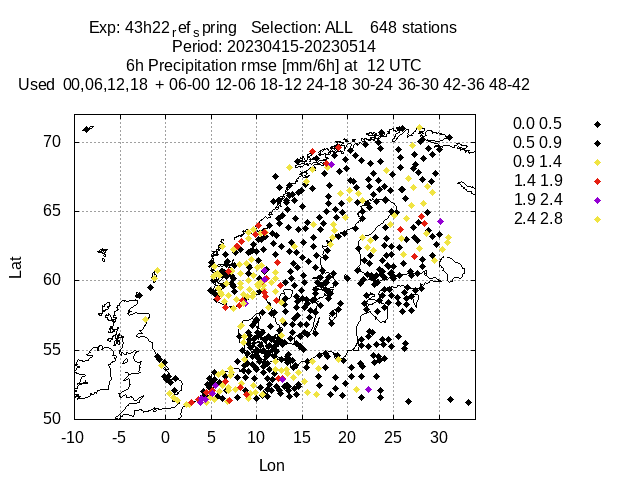 Exp: 43h22refspring   Selection: ALL    648 stations
Period: 20230415-20230514
6h Precipitation rmse [mm/6h] at  12 UTC
Used  00,06,12,18  + 06-00 12-06 18-12 24-18 30-24 36-30 42-36 48-42
0.0 0.5
0.5 0.9
0.9 1.4
1.4 1.9
1.9 2.4
2.4 2.8
70
65
60
55
50
Lat
-10 -5 0 5 10 15 20 25 30
Lon